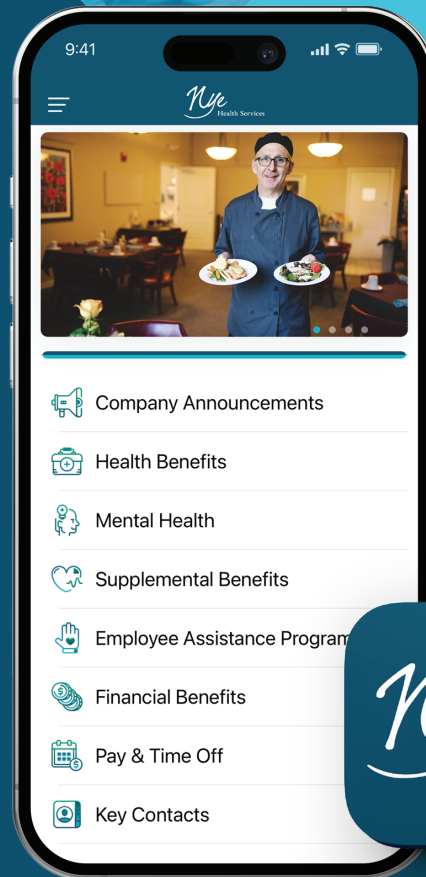 9:41
Nye
Health Services
Company Announcements
Health Benefits
Mental Health
Supplemental Benefits
Employee Assistance Program
Financial Benefits
Pay & Time Off
Key Contacts